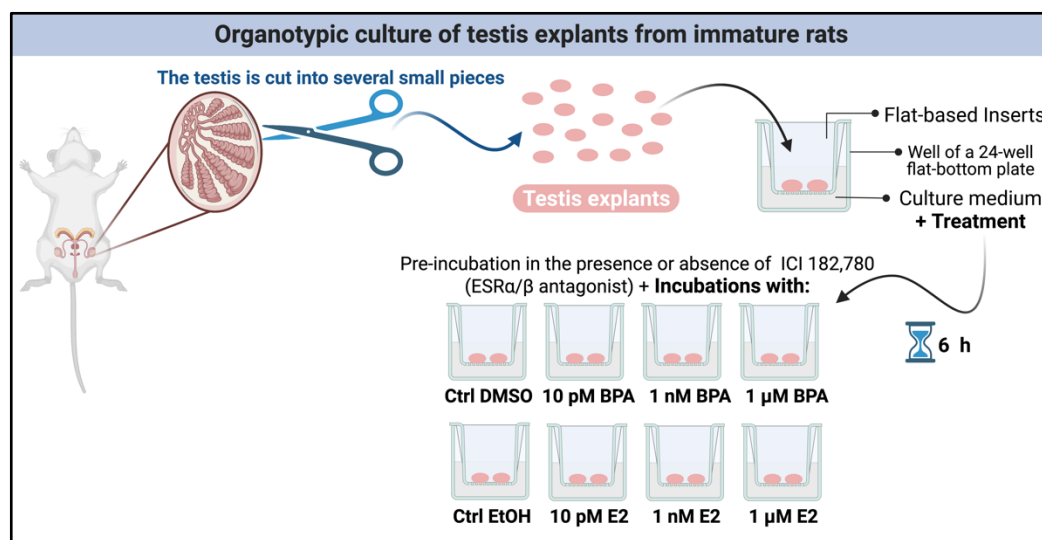 Organotypic culture of testis explants from immature rats
The testis is cut into several small pieces
Testis explants
Flat-based Inserts
Well of a 24-well
flat-bottom plate
Culture medium
+ Treatment
Pre-incubation in the presence or absence of ICI 182,780
(ESRα/β antagonist) + Incubations with:
6 h
Ctrl DMSO 10 pM BPA 1 nM BPA 1 µM BPA
Ctrl EtOH 10 pM E2 1 nM E2 1 µM E2